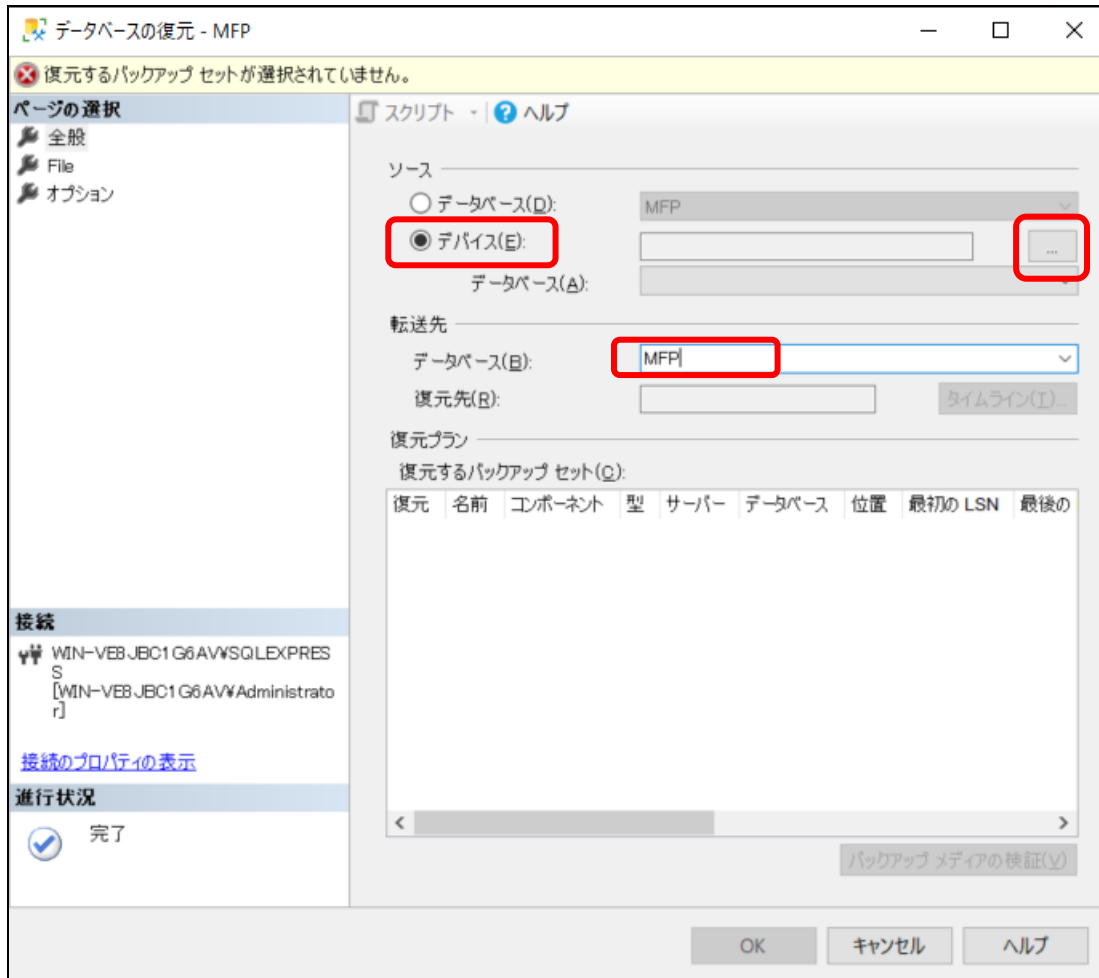 データベースの復元 - MFP
復元するバックアップ セットが選択されていません。
ページの選択
全般
File
オプション
スクリプト
ヘルプ
ソース
データベース(D):
MFP
デバイス(E):
...
データベース(A):
転送先
データベース(B):
MFP
復元先(R):
タイムライン(T)...
復元プラン
復元するバックアップ セット(C):
復元 名前 コンポーネント 型 サーバー データベース 位置 最初の LSN 最後の
接続
WIN-VE8JBC1G6AV¥SQLEXPRES
S
[WIN-VE8JBC1G6AV¥Administrato
r]
接続のプロパティの表示
進行状況
完了
バックアップ メディアの検証(V)
OK
キャンセル
ヘルプ